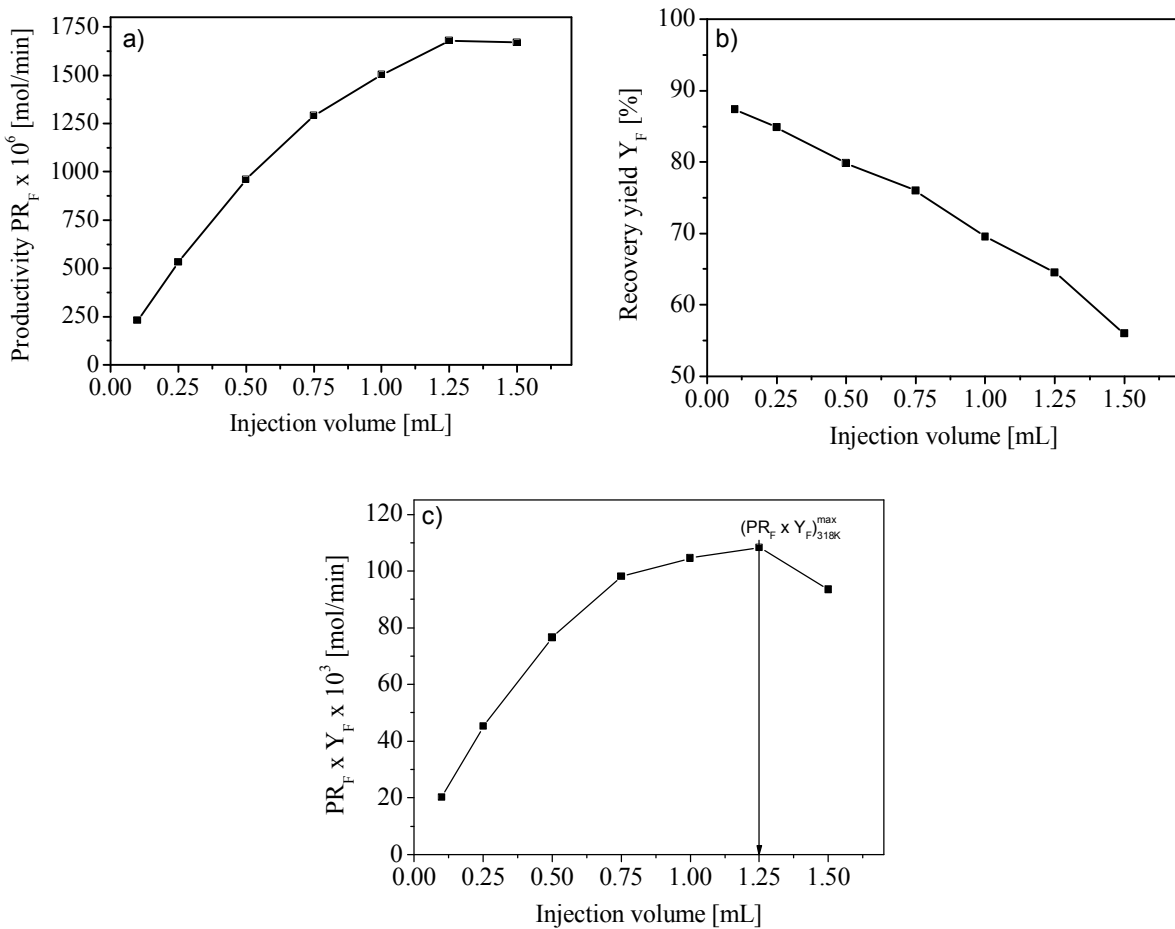 a)
Productivity PR_F x 10^6 [mol/min]
1750
1500
1250
1000
750
500
250
0
0.00 0.25 0.50 0.75 1.00 1.25 1.50
Injection volume [mL]
b)
Recovery yield Y_F [%]
100
90
80
70
60
50
0.00 0.25 0.50 0.75 1.00 1.25 1.50
Injection volume [mL]
c)
(PR_F x Y_F)^max_318K
PR_F x Y_F x 10^3 [mol/min]
120
100
80
60
40
20
0
0.00 0.25 0.50 0.75 1.00 1.25 1.50
Injection volume [mL]